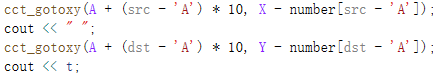 cct_gotoxy(A + (src - 'A') * 10, X - number[src - 'A']);
cout << " ";
cct_gotoxy(A + (dst - 'A') * 10, Y - number[dst - 'A']);
cout << t;